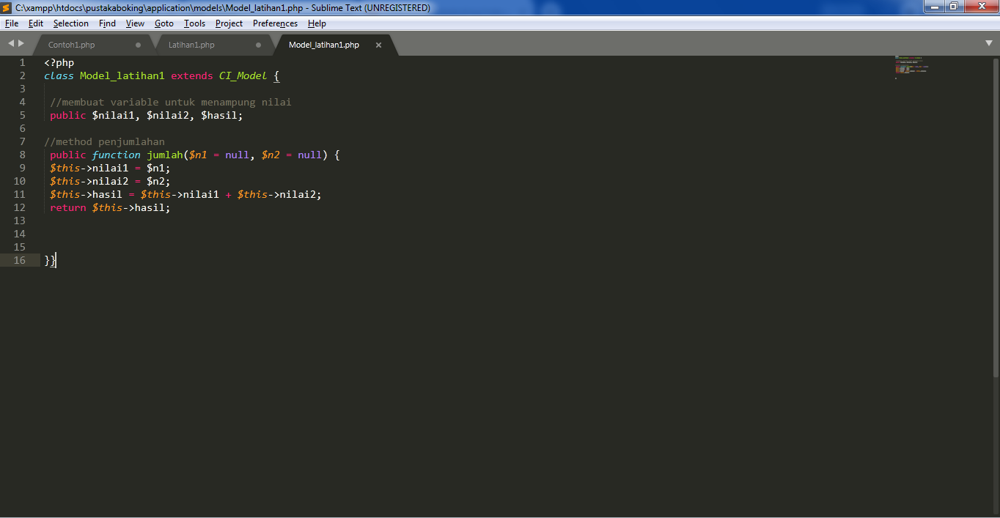 C:\xampp\htdocs\pustakaboking\application\models\Model_latihan1.php - Sublime Text (UNREGISTERED)
File Edit Selection Find View Goto Tools Project Preferences Help
Contoh1.php Latihan1.php Model_latihan1.php
1 <?php
2 class Model_latihan1 extends CI_Model {
3
4 //membuat variable untuk menampung nilai
5 public $nilai1, $nilai2, $hasil;
6
7 //method penjumlahan
8 public function jumlah($n1 = null, $n2 = null) {
9 $this->nilai1 = $n1;
10 $this->nilai2 = $n2;
11 $this->hasil = $this->nilai1 + $this->nilai2;
12 return $this->hasil;
13
14
15
16 }}